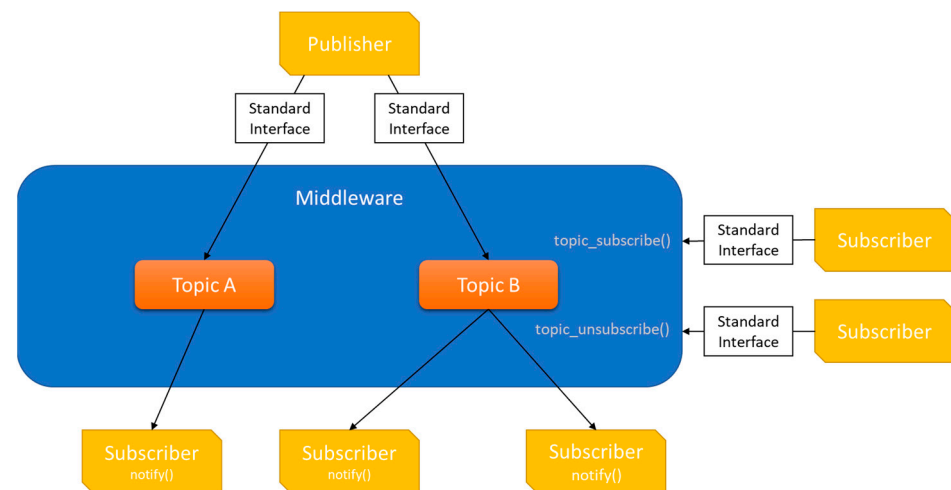 Publisher
Standard
Interface
Standard
Interface
Middleware
topic_subscribe()
Standard
Interface
Subscriber
Topic A
Topic B
topic_unsubscribe()
Standard
Interface
Subscriber
Subscriber
notify()
Subscriber
notify()
Subscriber
notify()